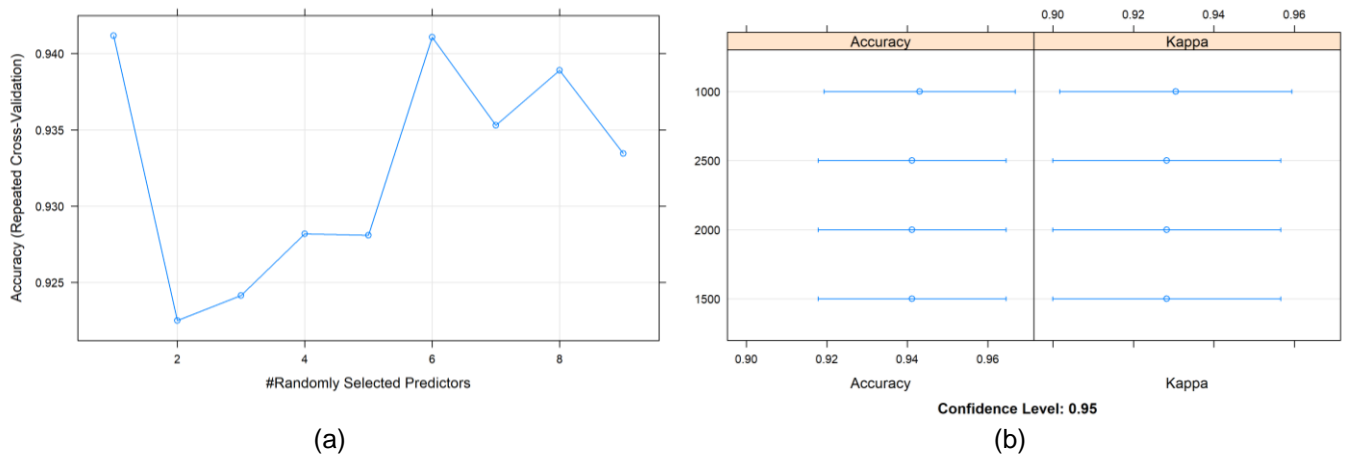 Accuracy (Repeated Cross-Validation)
0.940
0.935
0.930
0.925
2 4 6 8
#Randomly Selected Predictors
(a)
0.90 0.92 0.94 0.96
Accuracy Kappa
1000
2500
2000
1500
0.90 0.92 0.94 0.96
Accuracy Kappa
Confidence Level: 0.95
(b)